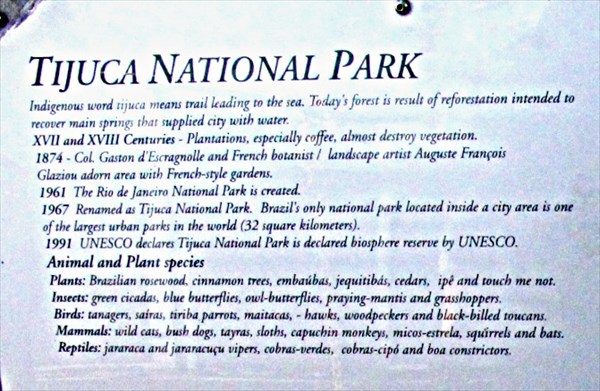 TIJUCA NATIONAL PARK
Indigenous word tijuca means trail leading to the sea. Today's forest is result of reforestation intended to
recover main springs that supplied city with water.
XVII and XVIII Centuries - Plantations, especially coffee, almost destroy vegetation.
1874 - Col. Gaston d'Escragnolle and French botanist / landscape artist Auguste François
Glaziou adorn area with French-style gardens.
1961 The Rio de Janeiro National Park is created.
1967 Renamed as Tijuca National Park. Brazil's only national park located inside a city area is one
of the largest urban parks in the world (32 square kilometers).
1991 UNESCO declares Tijuca National Park is declared biosphere reserve by UNESCO.
Animal and Plant species
Plants: Brazilian rosewood, cinnamon trees, embaúbas, jequitibás, cedars, ipê and touch me not.
Insects: green cicadas, blue butterflies, owl-butterflies, praying-mantis and grasshoppers.
Birds: tanagers, saíras, tiriba parrots, maitacas, - hawks, woodpeckers and black-billed toucans.
Mammals: wild cats, bush dogs, tayras, sloths, capuchin monkeys, micos-estrela, squirrels and bats.
Reptiles: jararaca and jararacuçu vipers, cobras-verdes, cobras-cipó and boa constrictors.